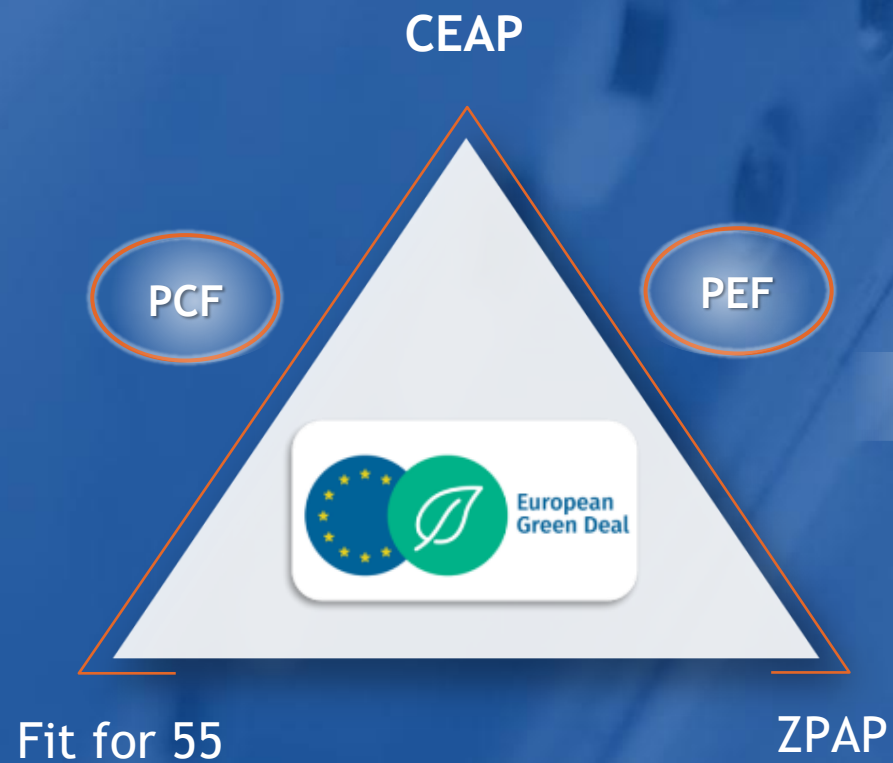 CEAP
PCF
PEF
European
Green Deal
Fit for 55
ZPAP